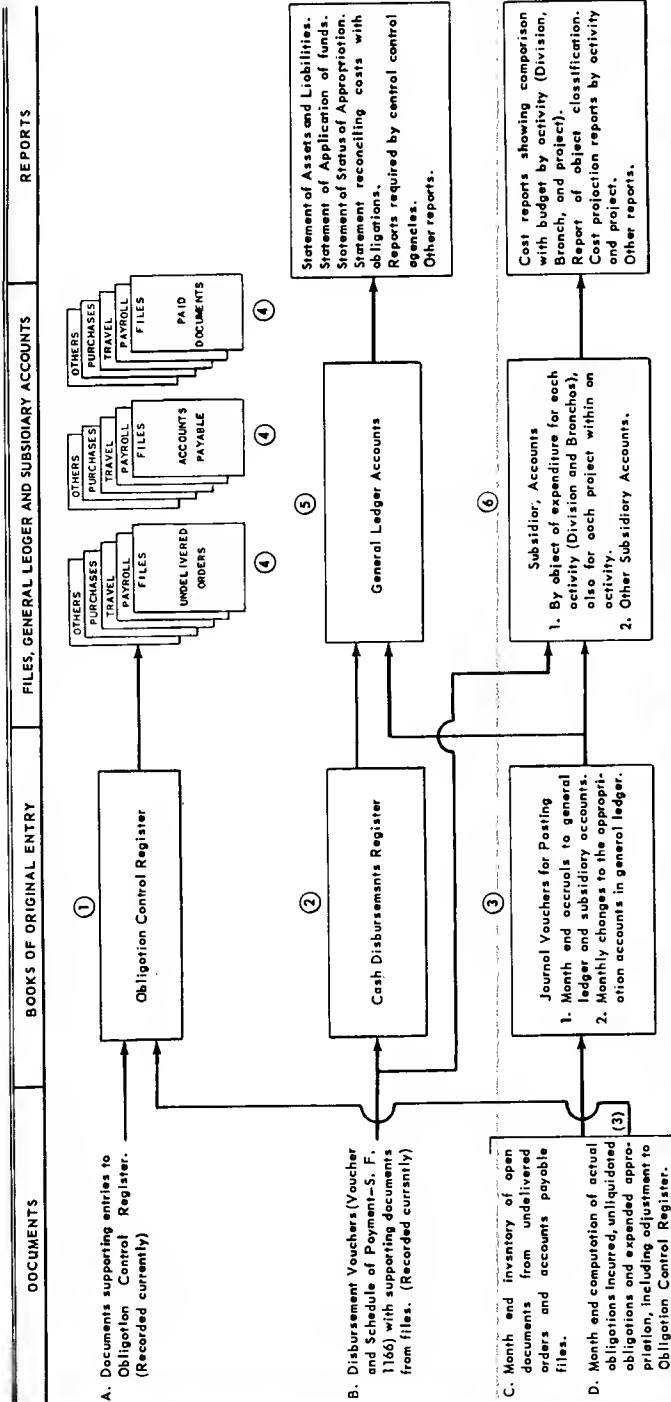 DOCUMENTS
BOOKS OF ORIGINAL ENTRY
FILES, GENERAL LEDGER AND SUBSIDIARY ACCOUNTS
REPORTS
A. Documents supporting entries to
Obligation Control Register.
(Recorded currently)
1
Obligation Control Register
OTHERS
PURCHASES
TRAVEL
PAYROLL
FILES
UNDELIVERED
ORDERS
4
OTHERS
PURCHASES
TRAVEL
PAYROLL
FILES
ACCOUNTS
PAYABLE
4
OTHERS
PURCHASES
TRAVEL
PAYROLL
FILES
PAID
DOCUMENTS
4
B. Disbursement Vouchers (Voucher
and Schedule of Payment—S. F.
1166) with supporting documents
from files. (Recorded currently)
2
Cash Disbursements Register
5
General Ledger Accounts
Statement of Assets and Liabilities.
Statement of Application of funds.
Statement of Status of Appropriation.
Statement reconciling costs with
obligations.
Reports required by central control
agencies.
Other reports.
C. Month end inventory of open
documents from undelivered
orders and accounts payable
files.
D. Month end computation of actual
obligations incurred, unliquidated
obligations and expended appro-
priation, including adjustment to
Obligation Control Register.
(3)
3
Journal Vouchers for Posting
1. Month end accruals to general
ledger and subsidiary accounts.
2. Monthly changes to the appropri-
ation accounts in general ledger.
6
Subsidiary Accounts
1. By object of expenditure for each
activity (Division and Branches),
also for each project within an
activity.
2. Other Subsidiary Accounts.
Cost reports showing comparison
with budget by activity (Division,
Branch, and project).
Report of object classification.
Cost projection reports by activity
and project.
Other reports.